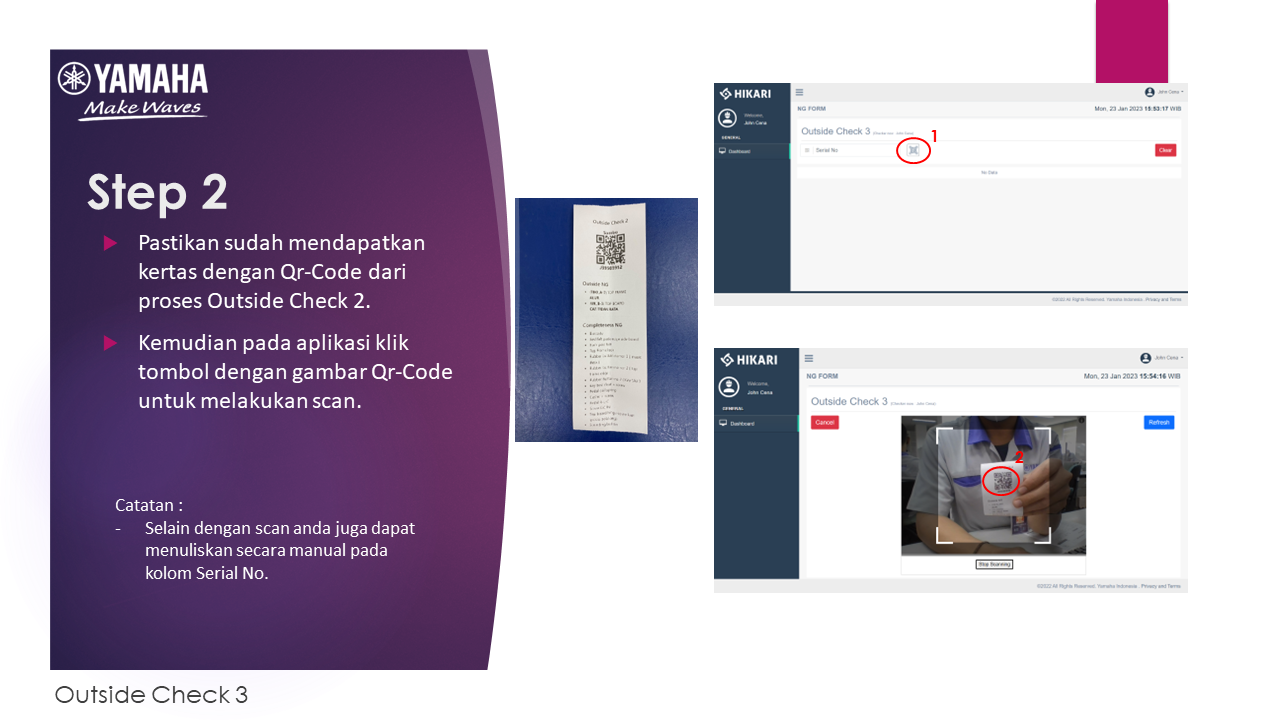 YAMAHA
Make Waves
Step 2
Pastikan sudah mendapatkan
kertas dengan Qr-Code dari
proses Outside Check 2.
Kemudian pada aplikasi klik
tombol dengan gambar Qr-Code
untuk melakukan scan.
Catatan :
- Selain dengan scan anda juga dapat
menuliskan secara manual pada
kolom Serial No.
Outside Check 3
Outside Check 2
Outside NG
Completeness NG
HIKARI
John Cena
Welcome,
John Cena
GENERAL
Dashboard
NG FORM
Mon, 23 Jan 2023 15:53:17 WIB
Outside Check 3
1
Serial No
Clear
No Data
©2022 All Rights Reserved. Yamaha Indonesia. Privacy and Terms
HIKARI
John Cena
Welcome,
John Cena
GENERAL
Dashboard
NG FORM
Mon, 23 Jan 2023 15:54:16 WIB
Outside Check 3
Cancel
Refresh
2
Stop Scanning
©2022 All Rights Reserved. Yamaha Indonesia. Privacy and Terms